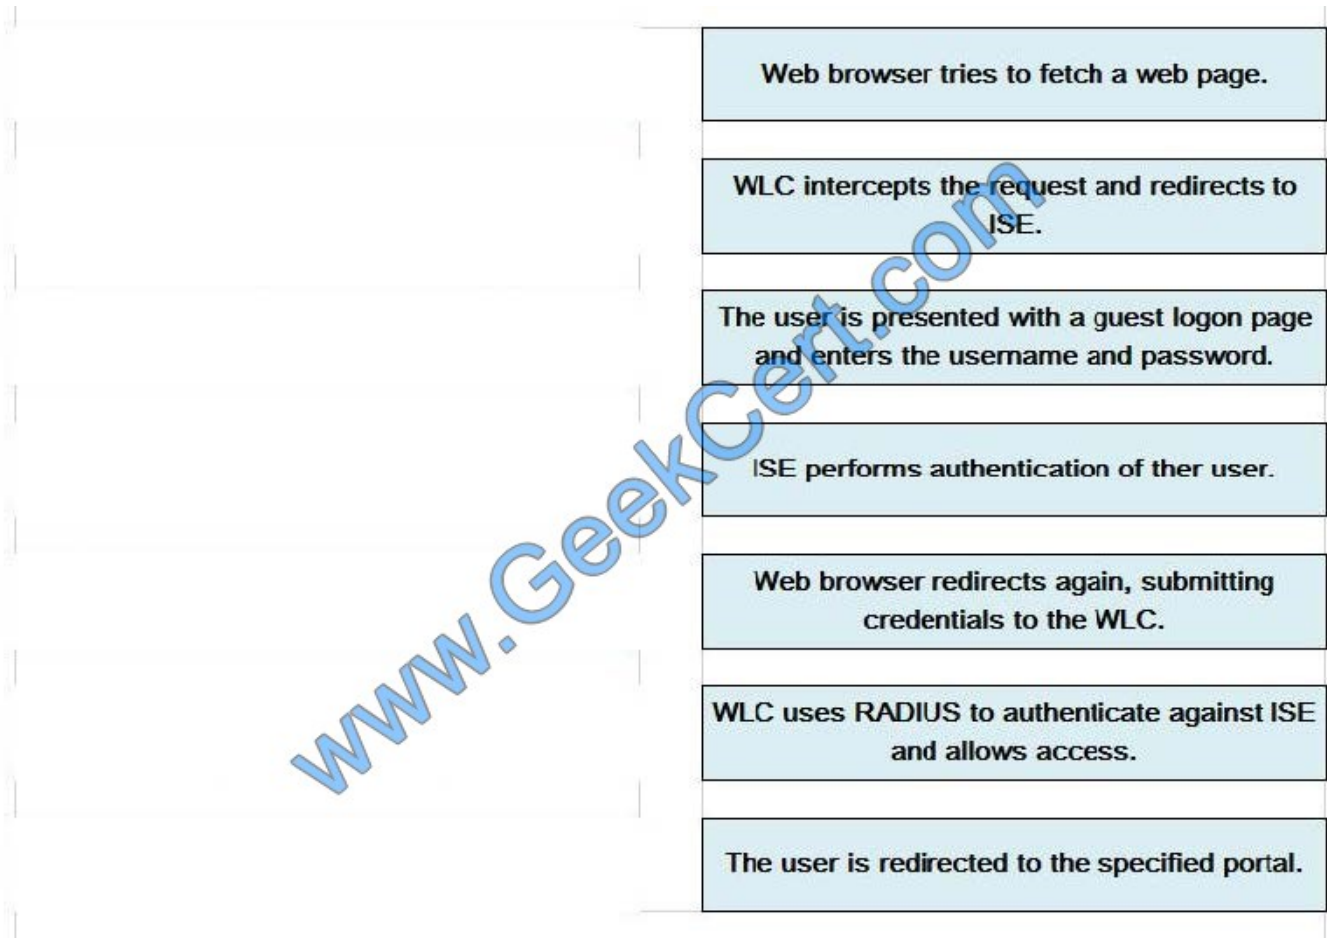 Web browser tries to fetch a web page.
WLC intercepts the request and redirects to
ISE.
The user is presented with a guest logon page
and enters the username and password.
ISE performs authentication of ther user.
Web browser redirects again, submitting
credentials to the WLC.
WLC uses RADIUS to authenticate against ISE
and allows access.
The user is redirected to the specified portal.
www.GeekCert.com